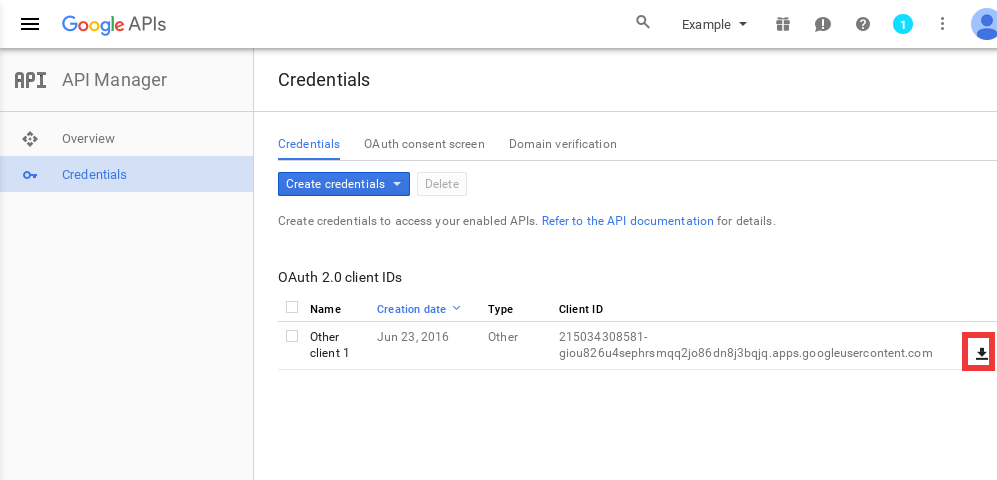 Google APIs
Example
1
API API Manager
Credentials
Overview
Credentials
Credentials OAuth consent screen Domain verification
Create credentials Delete
Create credentials to access your enabled APIs. Refer to the API documentation for details.
OAuth 2.0 client IDs
Name Creation date Type Client ID
Other Jun 23, 2016 Other 215034308581-
client 1 giou826u4sephrsmqq2jo86dn8j3bqjq.apps.googleusercontent.com